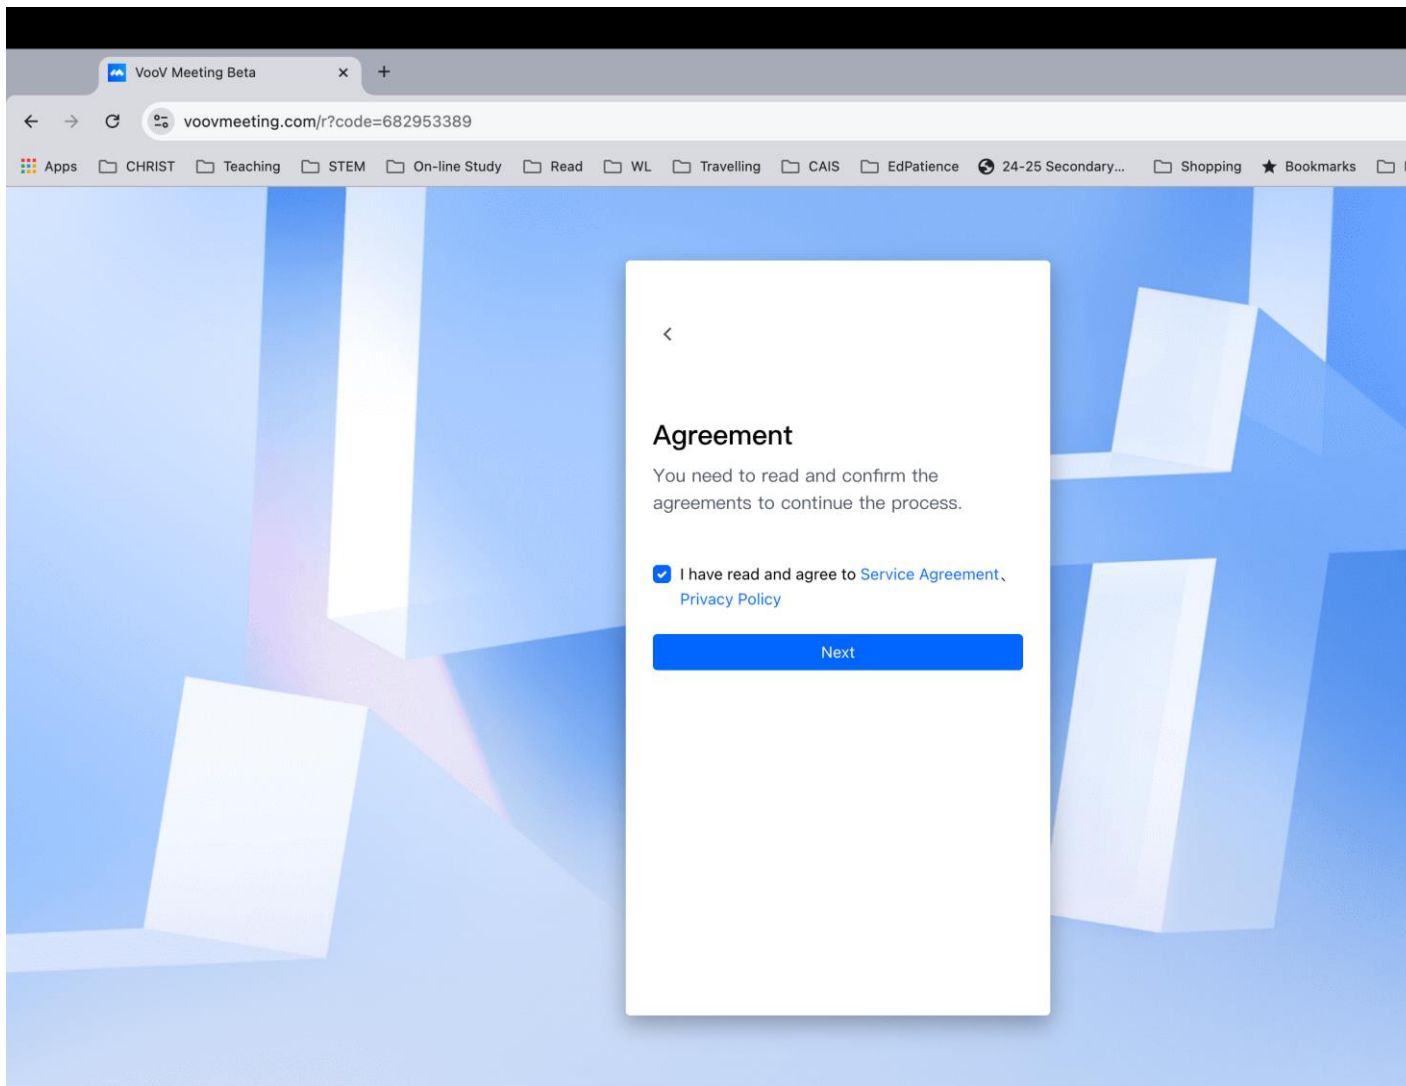 VooV Meeting Beta
voovmeeting.com/r?code=682953389
Apps CHRIST Teaching STEM On-line Study Read WL Travelling CAIS EdPatience 24-25 Secondary... Shopping Bookmarks
Agreement
You need to read and confirm the
agreements to continue the process.
I have read and agree to Service Agreement、
Privacy Policy
Next